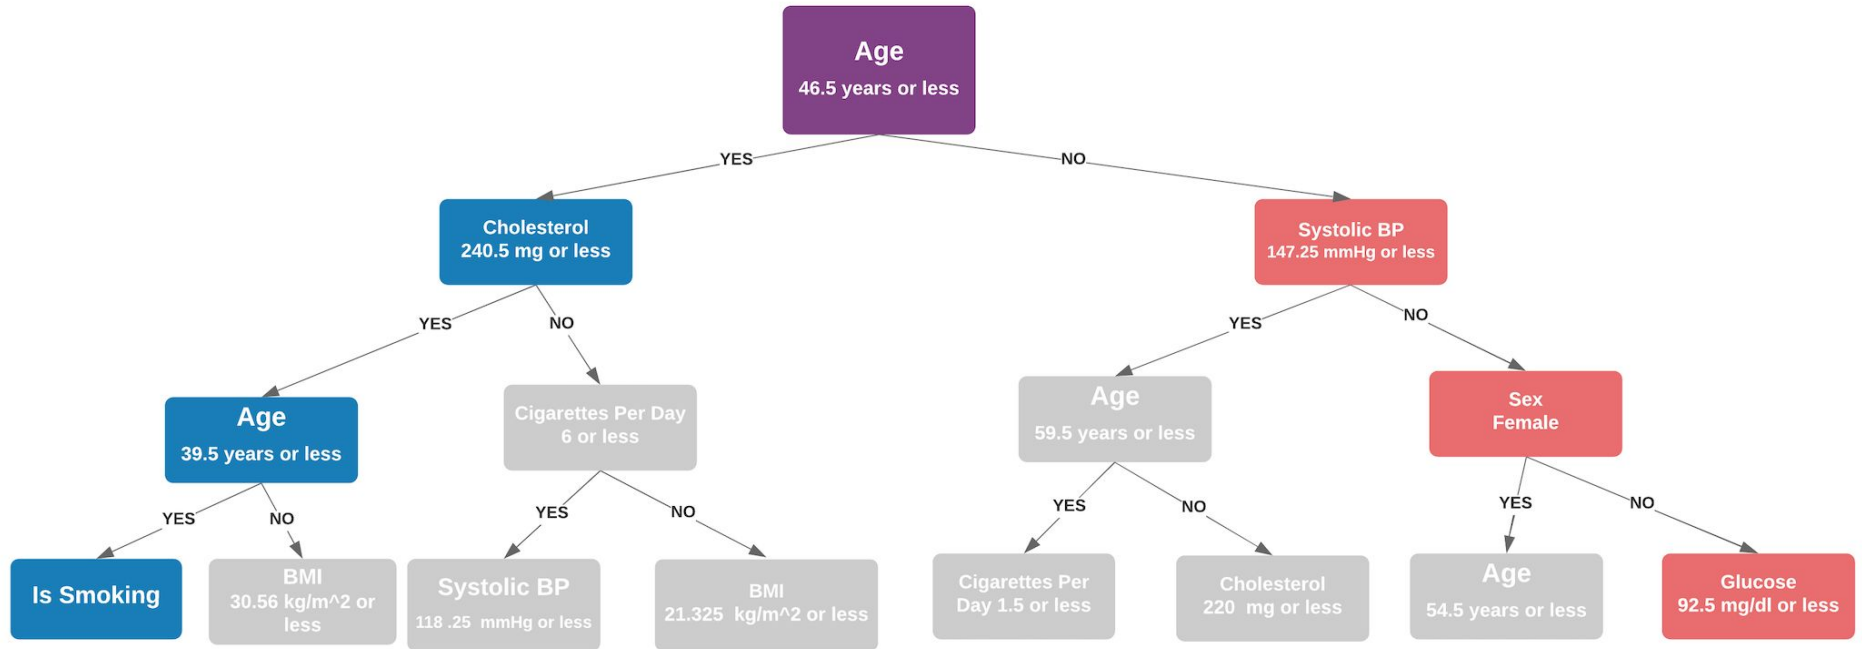 Age
46.5 years or less
YES
NO
Cholesterol
240.5 mg or less
Systolic BP
147.25 mmHg or less
YES
NO
YES
NO
Age
39.5 years or less
Cigarettes Per Day
6 or less
Age
59.5 years or less
Sex
Female
YES
NO
YES
NO
YES
NO
YES
NO
Is Smoking
BMI
30.56 kg/m^2 or
less
Systolic BP
118 .25 mmHg or less
BMI
21.325 kg/m^2 or less
Cigarettes Per
Day 1.5 or less
Cholesterol
220 mg or less
Age
54.5 years or less
Glucose
92.5 mg/dl or less